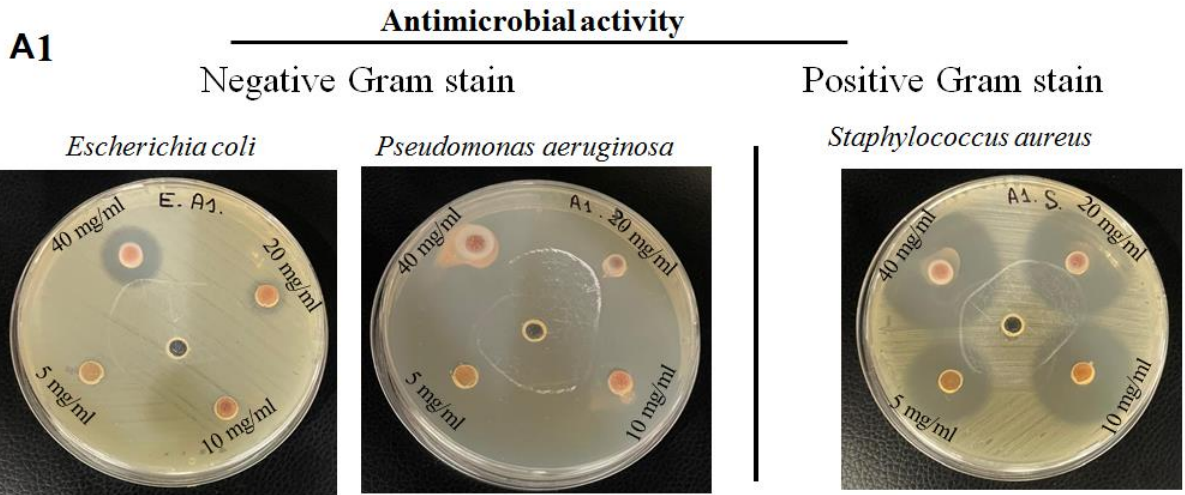 Antimicrobial activity
A1
Negative Gram stain
Positive Gram stain
Escherichia coli
Pseudomonas aeruginosa
Staphylococcus aureus
E. A1.
40 mg/ml
20 mg/ml
5 mg/ml
10 mg/ml
A1.
40 mg/ml
20 mg/ml
5 mg/ml
10 mg/ml
A1. S.
40 mg/ml
20 mg/ml
5 mg/ml
10 mg/ml